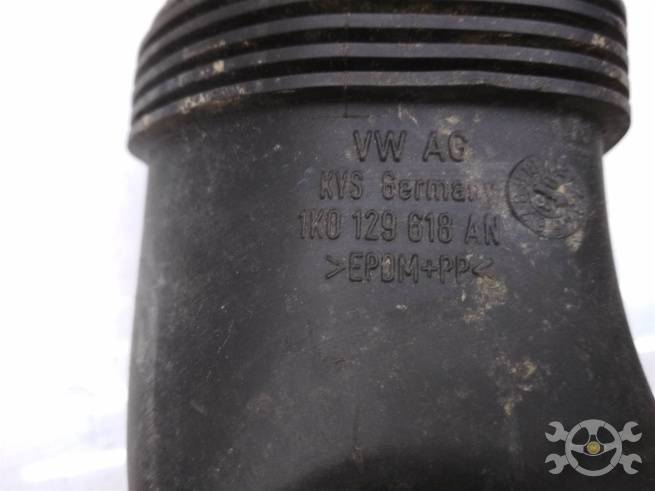 VW AG
KVS Germany
1K0 129 618 AN
>EPDM+PP<